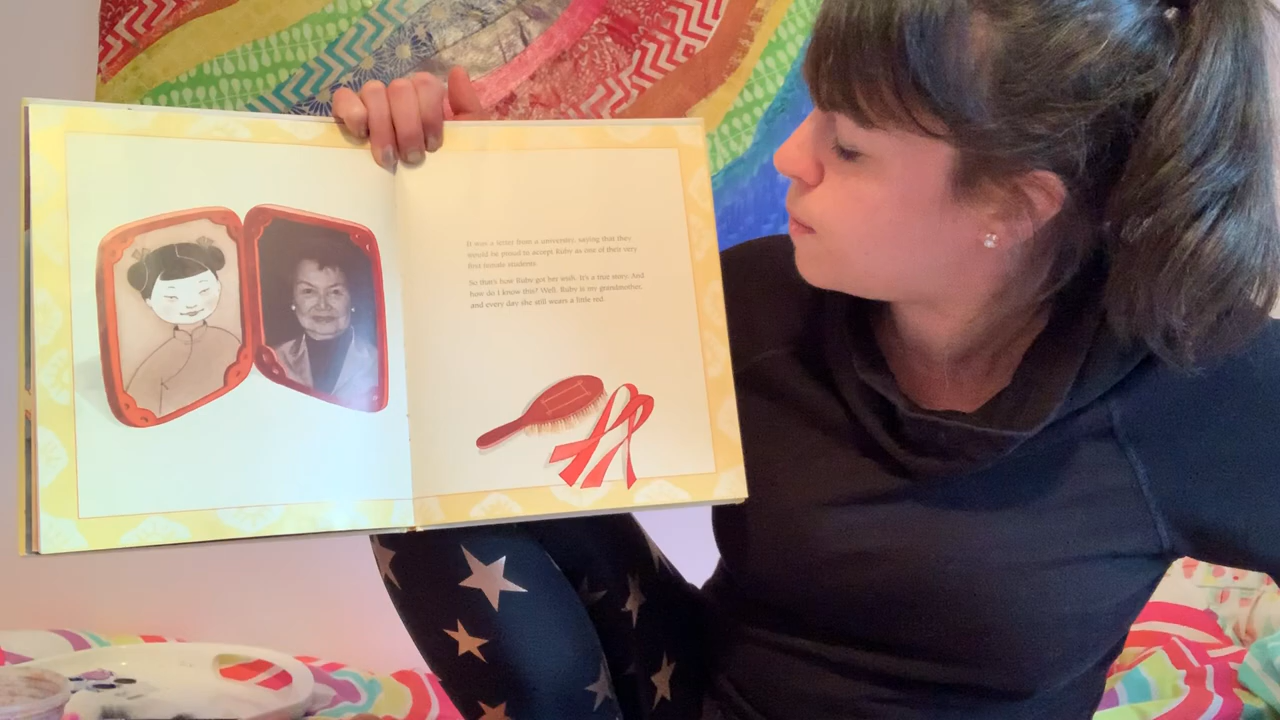 It was a letter from a university, saying that they
would be proud to accept Ruby as one of their very
first female students.
So that's how Ruby got her wish. It's a true story. And
how do I know this? Well, Ruby is my grandmother,
and every day she still wears a little red.